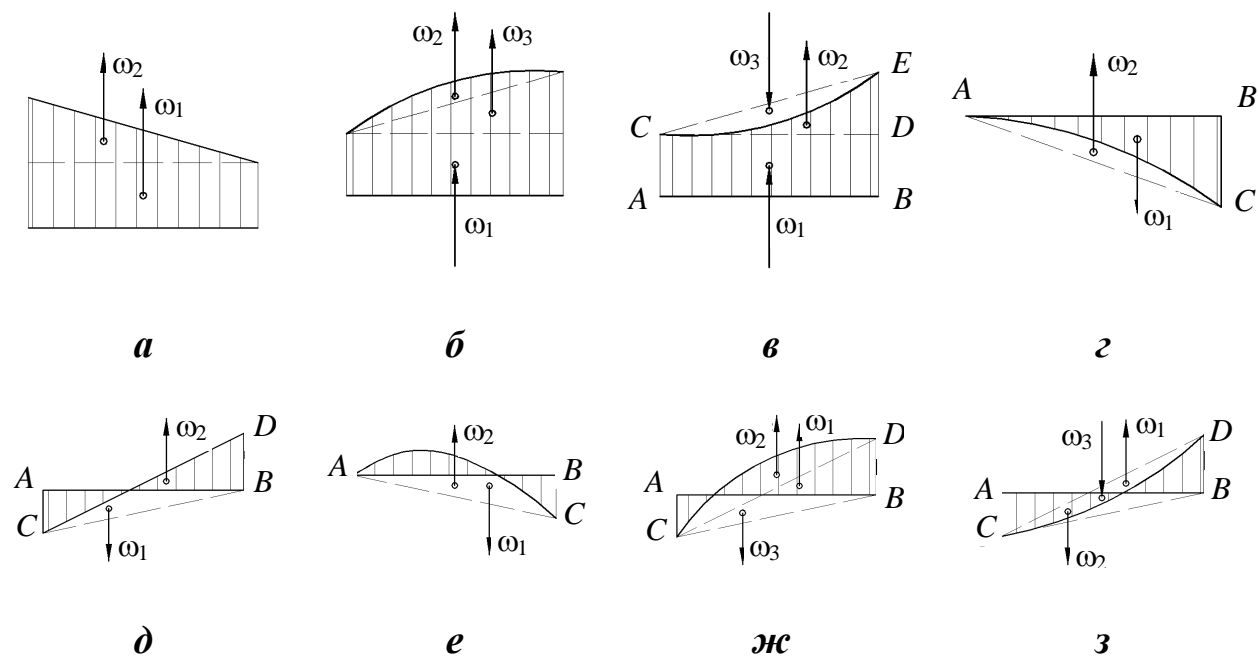 ω₂ ω₁
ω₂ ω₃ ω₁
ω₃ ω₂ E C D A B ω₁
A ω₂ B ω₁ C
а б в г
A ω₂ D B C ω₁
A ω₂ B ω₁ C
A ω₂ ω₁ D B C ω₃
A ω₃ ω₁ D B C ω₂
д е ж з